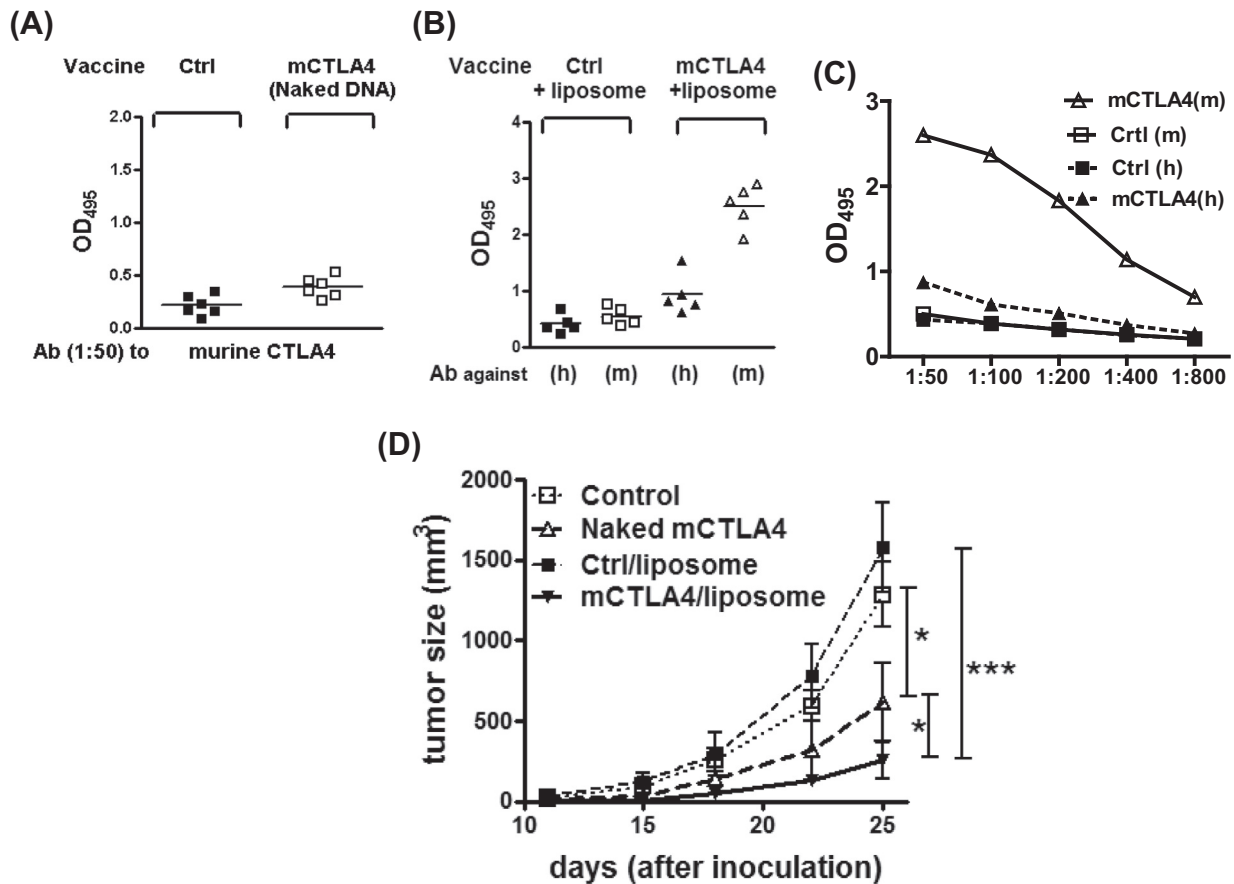 (A)
Vaccine Ctrl mCTLA4
(Naked DNA)
2.0
1.5
1.0
0.5
0.0
OD495
Ab (1:50) to murine CTLA4
(B)
Vaccine Ctrl mCTLA4
+ liposome +liposome
4
3
2
1
0
OD495
Ab against (h) (m) (h) (m)
(C)
3
2
1
0
OD495
mCTLA4(m)
Crtl (m)
Ctrl (h)
mCTLA4(h)
1:50 1:100 1:200 1:400 1:800
(D)
2000
1500
1000
500
0
tumor size (mm3)
Control
Naked mCTLA4
Ctrl/liposome
mCTLA4/liposome
*
*
***
10 15 20 25
days (after inoculation)